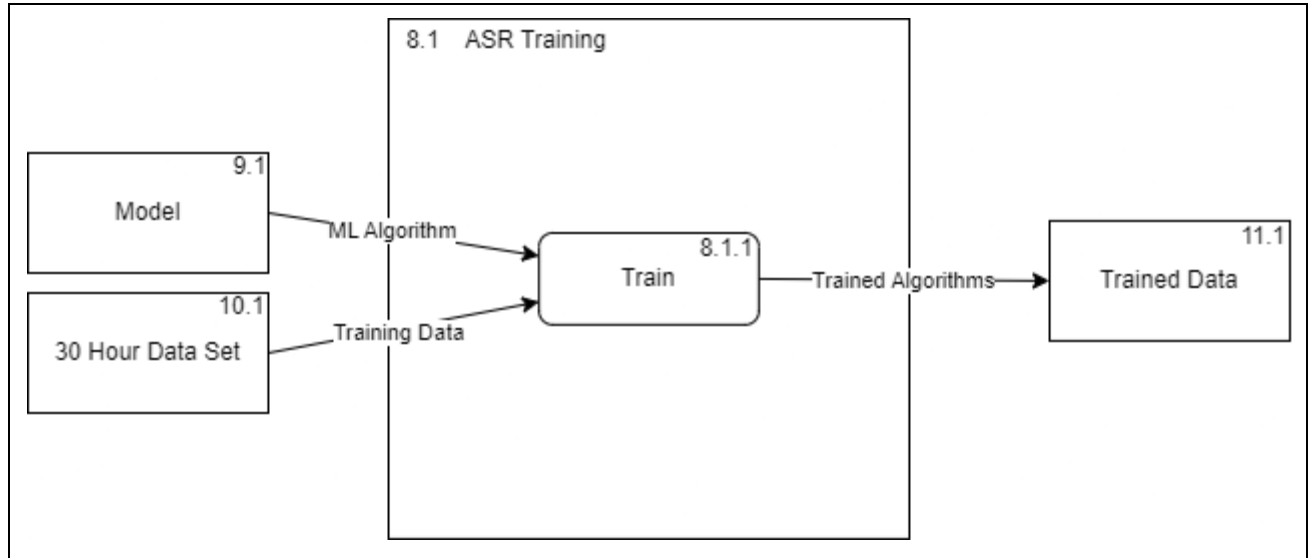 8.1 ASR Training
9.1
Model
ML Algorithm
8.1.1
Train
Trained Algorithms
11.1
Trained Data
10.1
30 Hour Data Set
Training Data